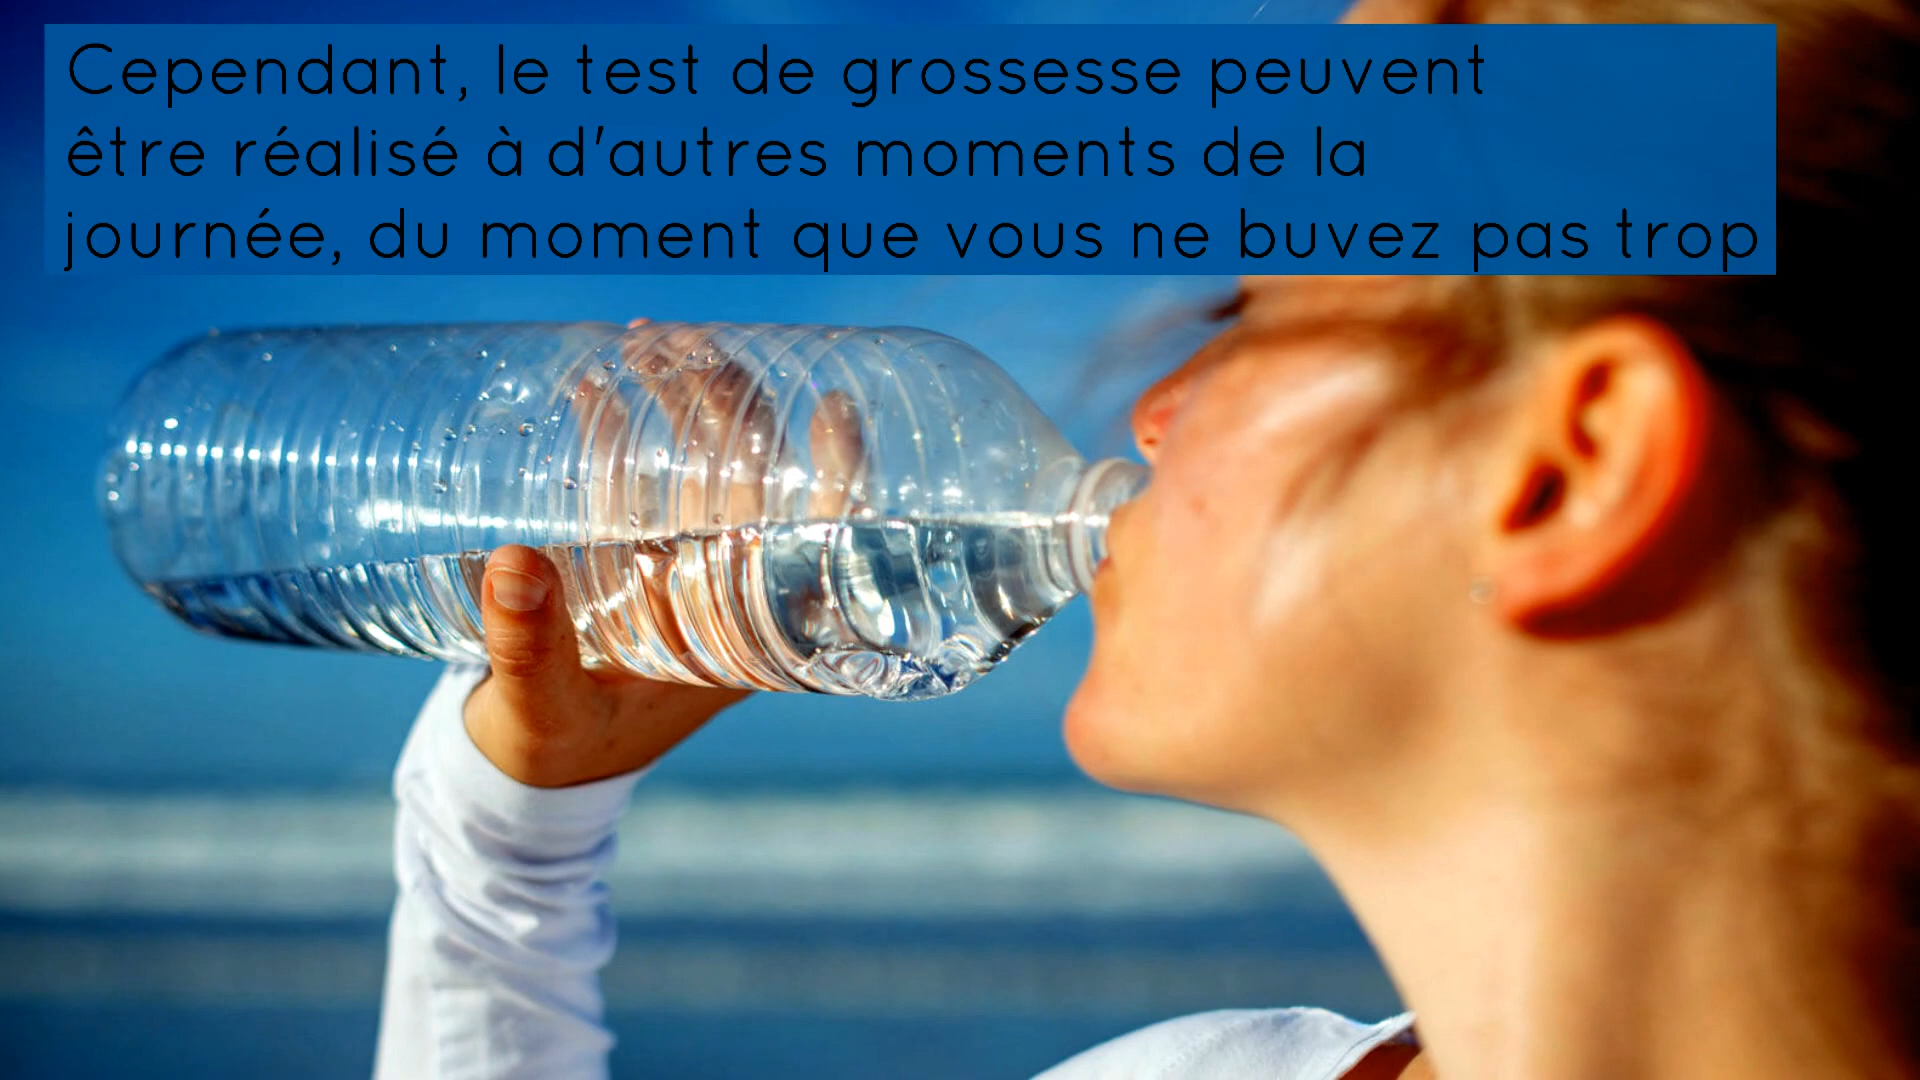 Cependant, le test de grossesse peuvent
être réalisé à d'autres moments de la
journée, du moment que vous ne buvez pas trop